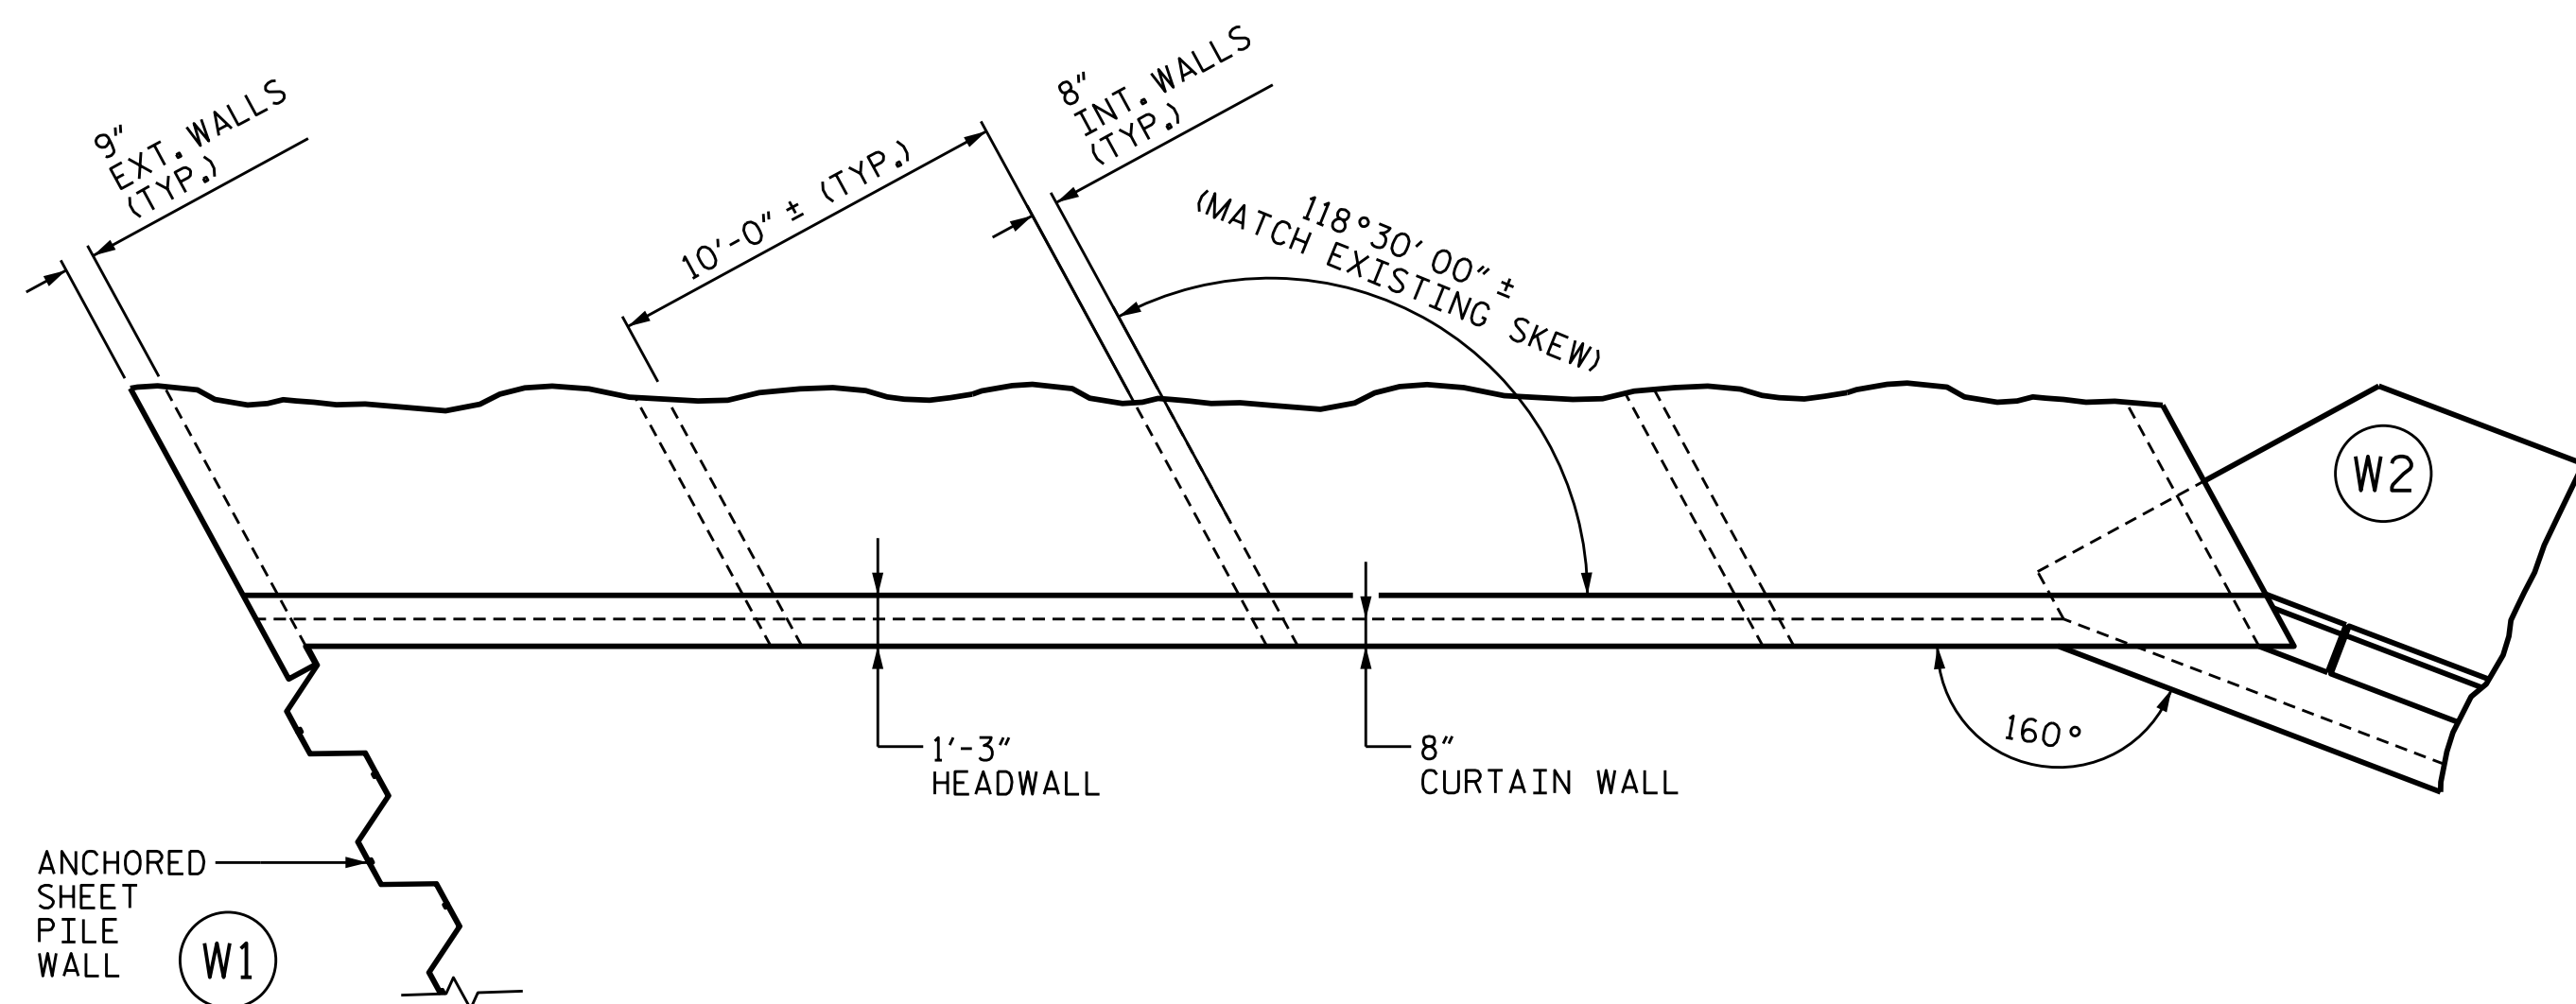 9"
EXT. WALLS
(TYP.)
10'-0" ± (TYP.)
8"
INT. WALLS
(TYP.)
118°30'00" ±
(MATCH EXISTING SKEW)
W2
1'-3"
HEADWALL
8"
CURTAIN WALL
160°
ANCHORED
SHEET
PILE
WALL
W1